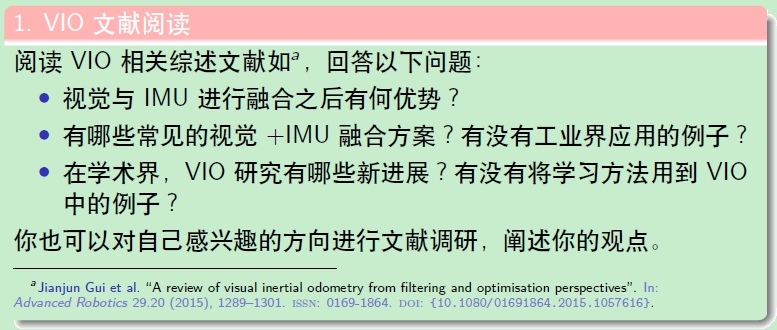 1. VIO 文献阅读
阅读 VIO 相关综述文献如a，回答以下问题：
• 视觉与 IMU 进行融合之后有何优势？
• 有哪些常见的视觉 +IMU 融合方案？有没有工业界应用的例子？
• 在学术界，VIO 研究有哪些新进展？有没有将学习方法用到 VIO
中的例子？
你也可以对自己感兴趣的方向进行文献调研，阐述你的观点。
aJianjun Gui et al. “A review of visual inertial odometry from filtering and optimisation perspectives”. In:
Advanced Robotics 29.20 (2015), 1289–1301. ISSN: 0169-1864. DOI: {10.1080/01691864.2015.1057616}.